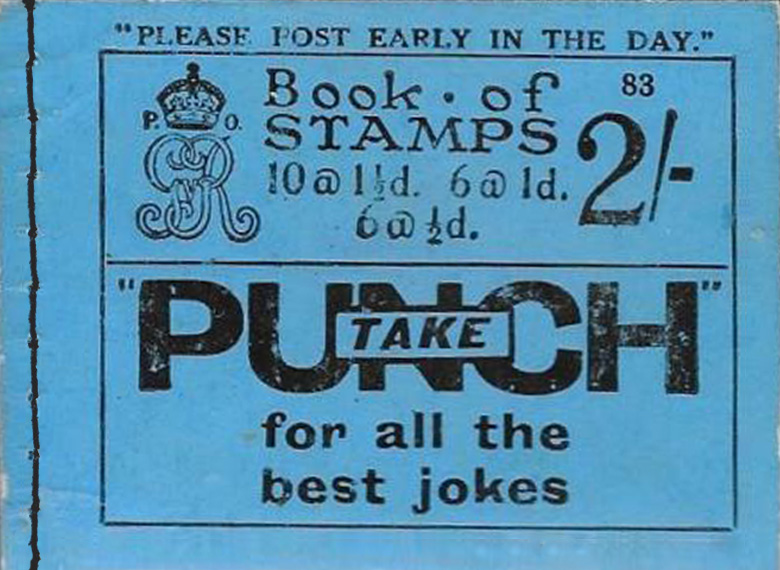 "PLEASE POST EARLY IN THE DAY."
P. O.
GvR
Book · of
STAMPS
10 @ 1½d. 6 @ 1d.
6 @ ½d.
83
2/-
"PUNCH"
TAKE
for all the
best jokes